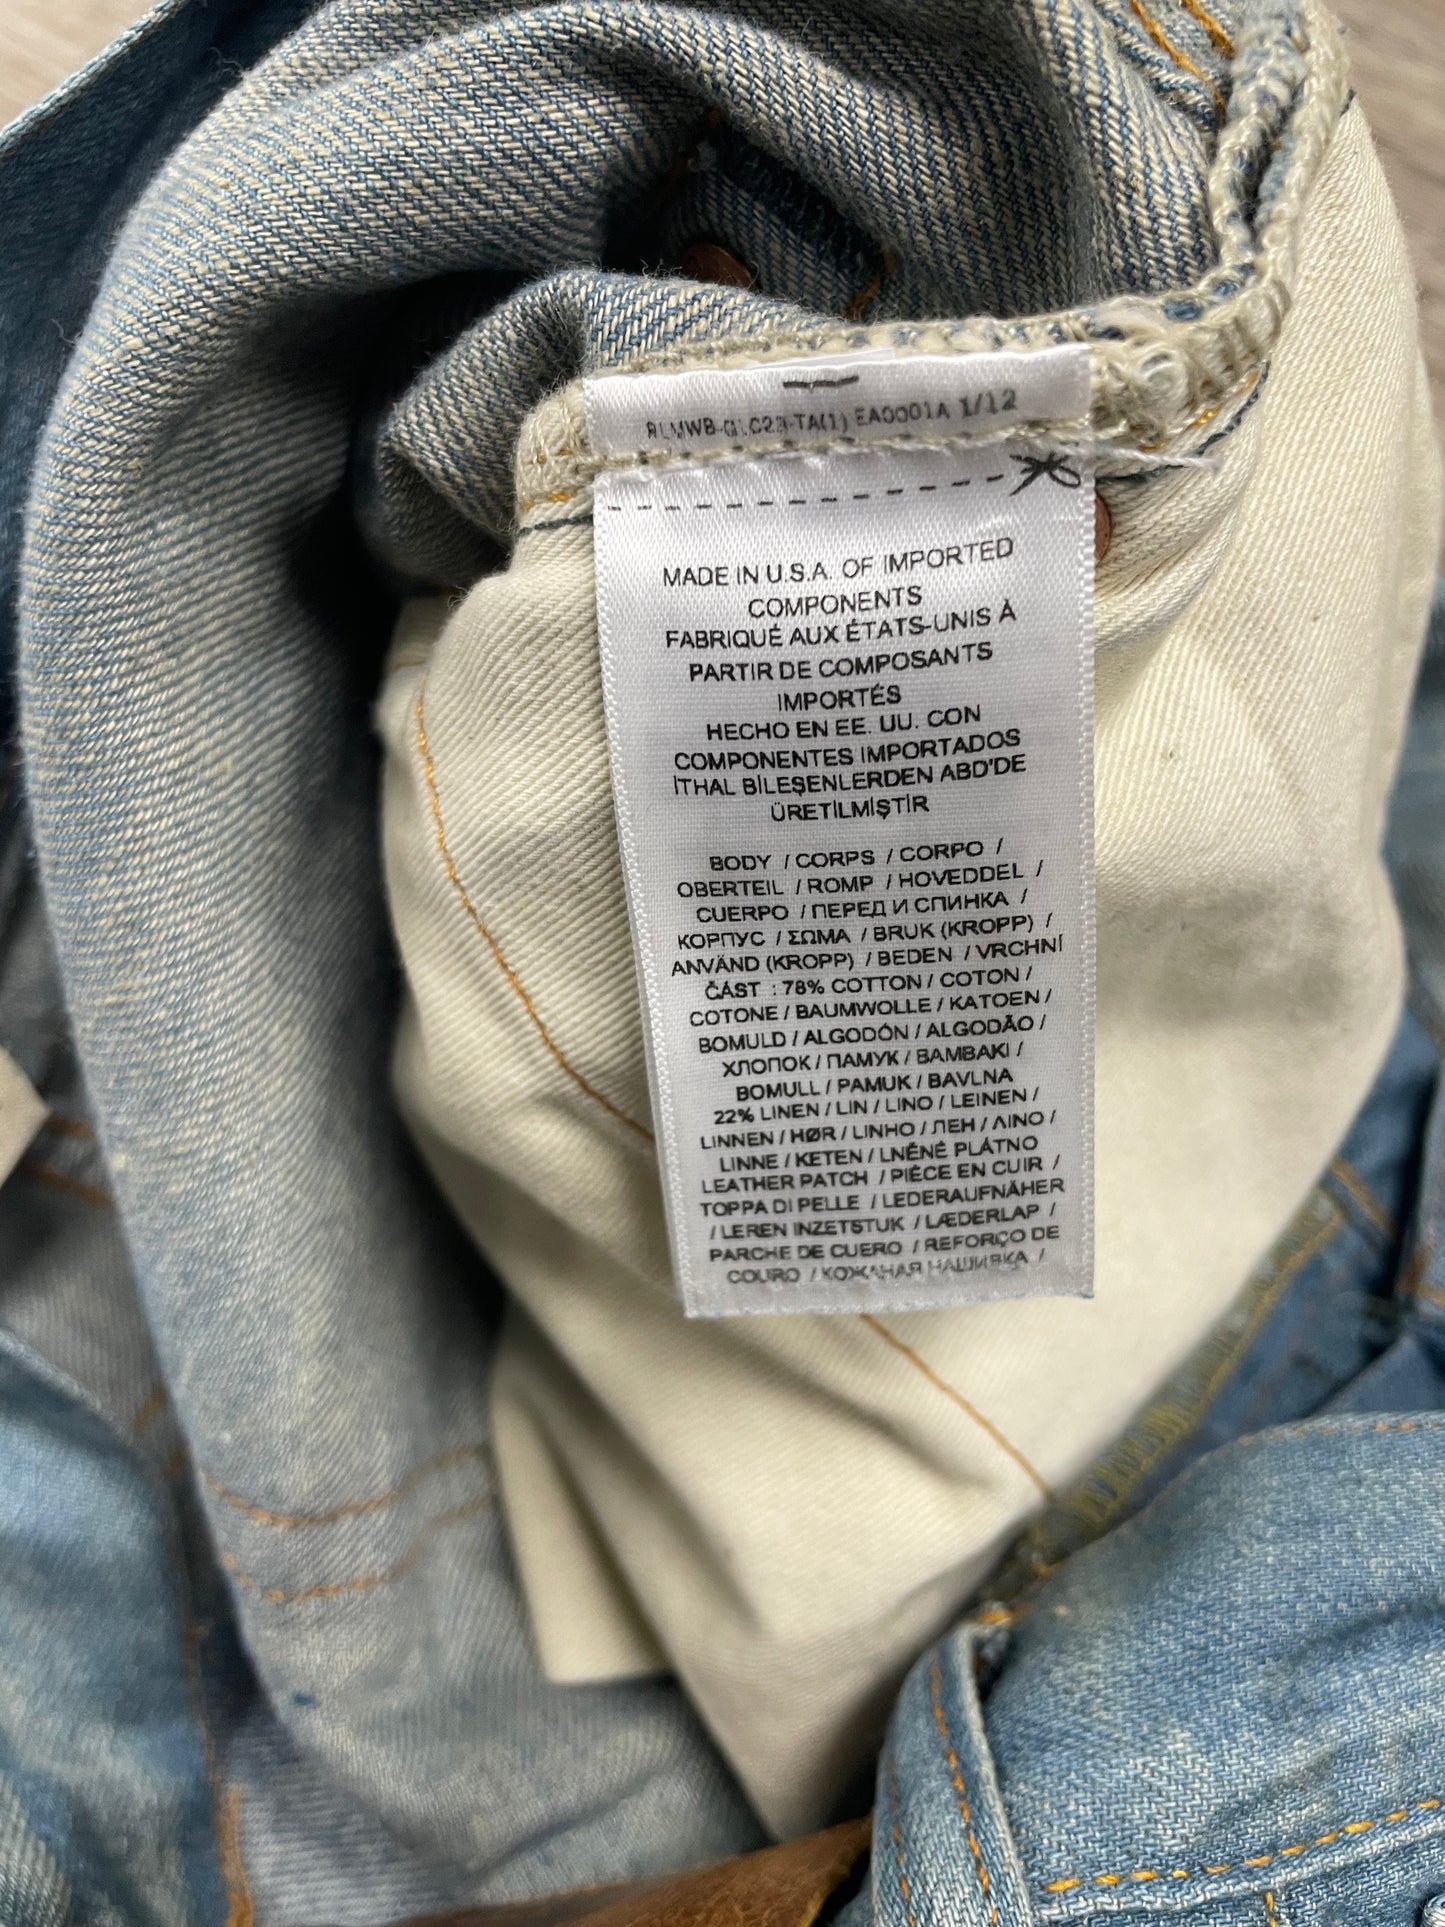 EA0001A 1/12
MADE IN U.S.A. OF IMPORTED
COMPONENTS
FABRIQUÉ AUX ÉTATS-UNIS À
PARTIR DE COMPOSANTS
IMPORTÉS
HECHO EN EE. UU. CON
COMPONENTES IMPORTADOS
İTHAL BİLEŞENLERDEN ABD'DE
ÜRETİLMİŞTİR
BODY / CORPS / CORPO /
OBERTEIL / ROMP / HOVEDDEL /
CUERPO / ПЕРЕД И СПИНКА /
КОРПУС / ΣΩΜΑ / BRUK (KROPP) /
ANVÄND (KROPP) / BEDEN / VRCHNÍ
ČÁST : 78% COTTON / COTON /
COTONE / BAUMWOLLE / KATOEN /
BOMULD / ALGODÓN / ALGODÃO /
ХЛОПОК / ПАМУК / BAMBAKI /
BOMULL / PAMUK / BAVLNA
22% LINEN / LIN / LINO / LEINEN /
LINNEN / HØR / LINHO / ЛЕН / ΛΙΝΟ /
LINNE / KETEN / LNĚNÉ PLÁTNO
LEATHER PATCH / PIÈCE EN CUIR /
TOPPA DI PELLE / LEDERAUFNÄHER
/ LEREN INZETSTUK / LÆDERLAP /
PARCHE DE CUERO / REFORÇO DE
COURO / КОЖАНАЯ НАШИВКА /